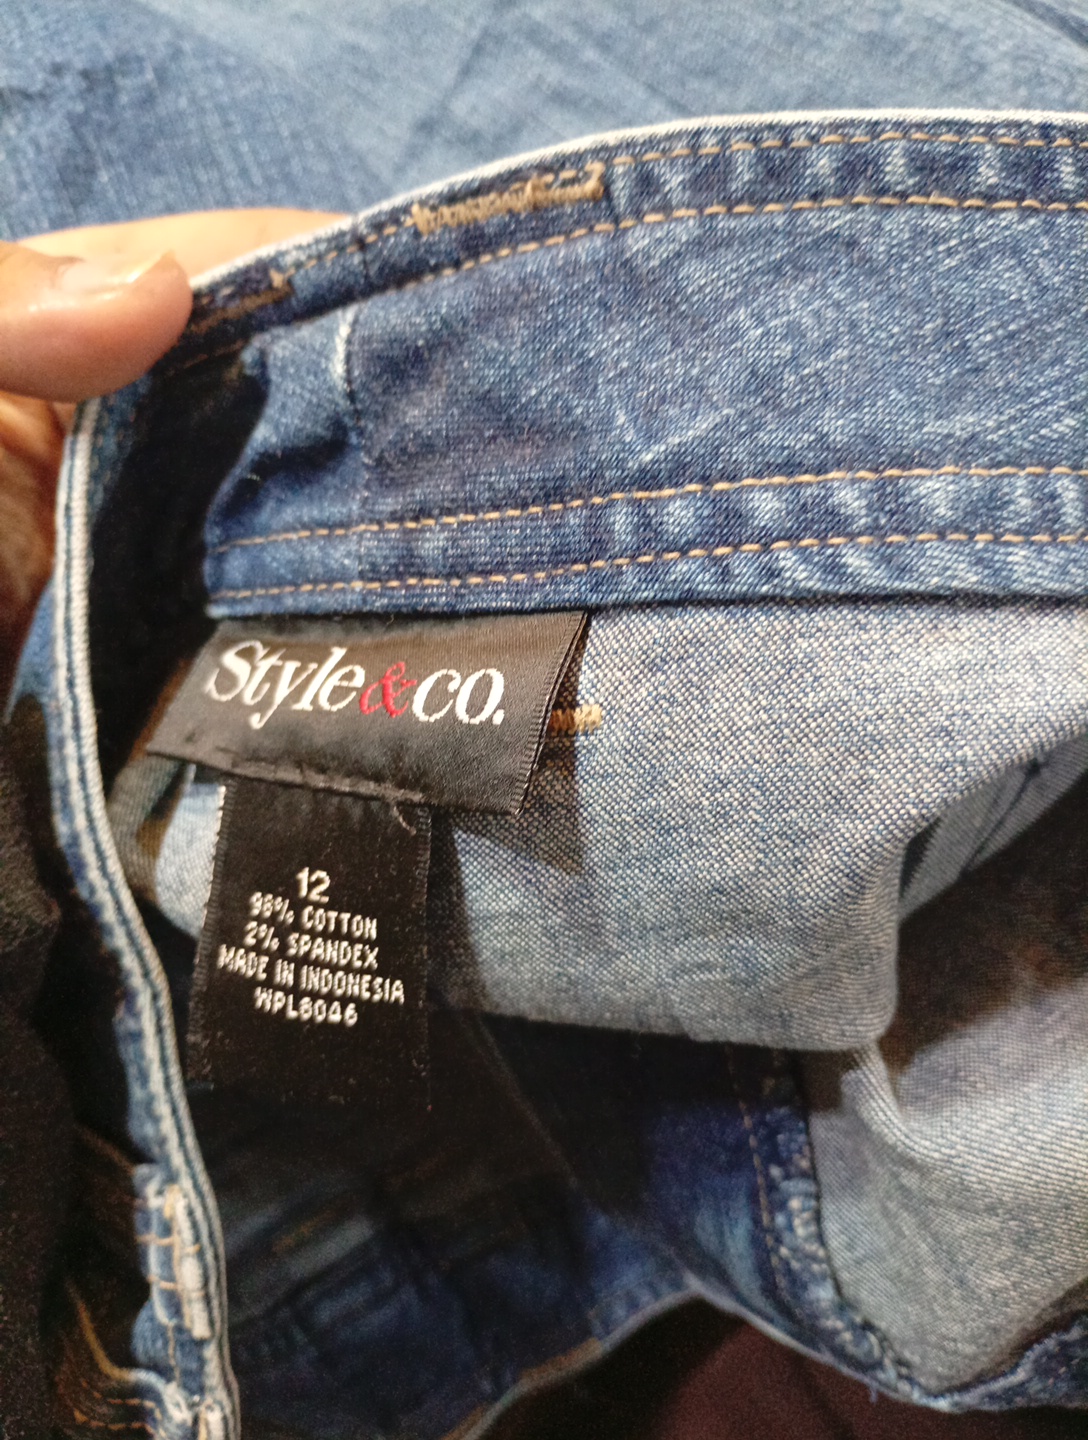 Style&co.
12
98% COTTON
2% SPANDEX
MADE IN INDONESIA
WPL8046